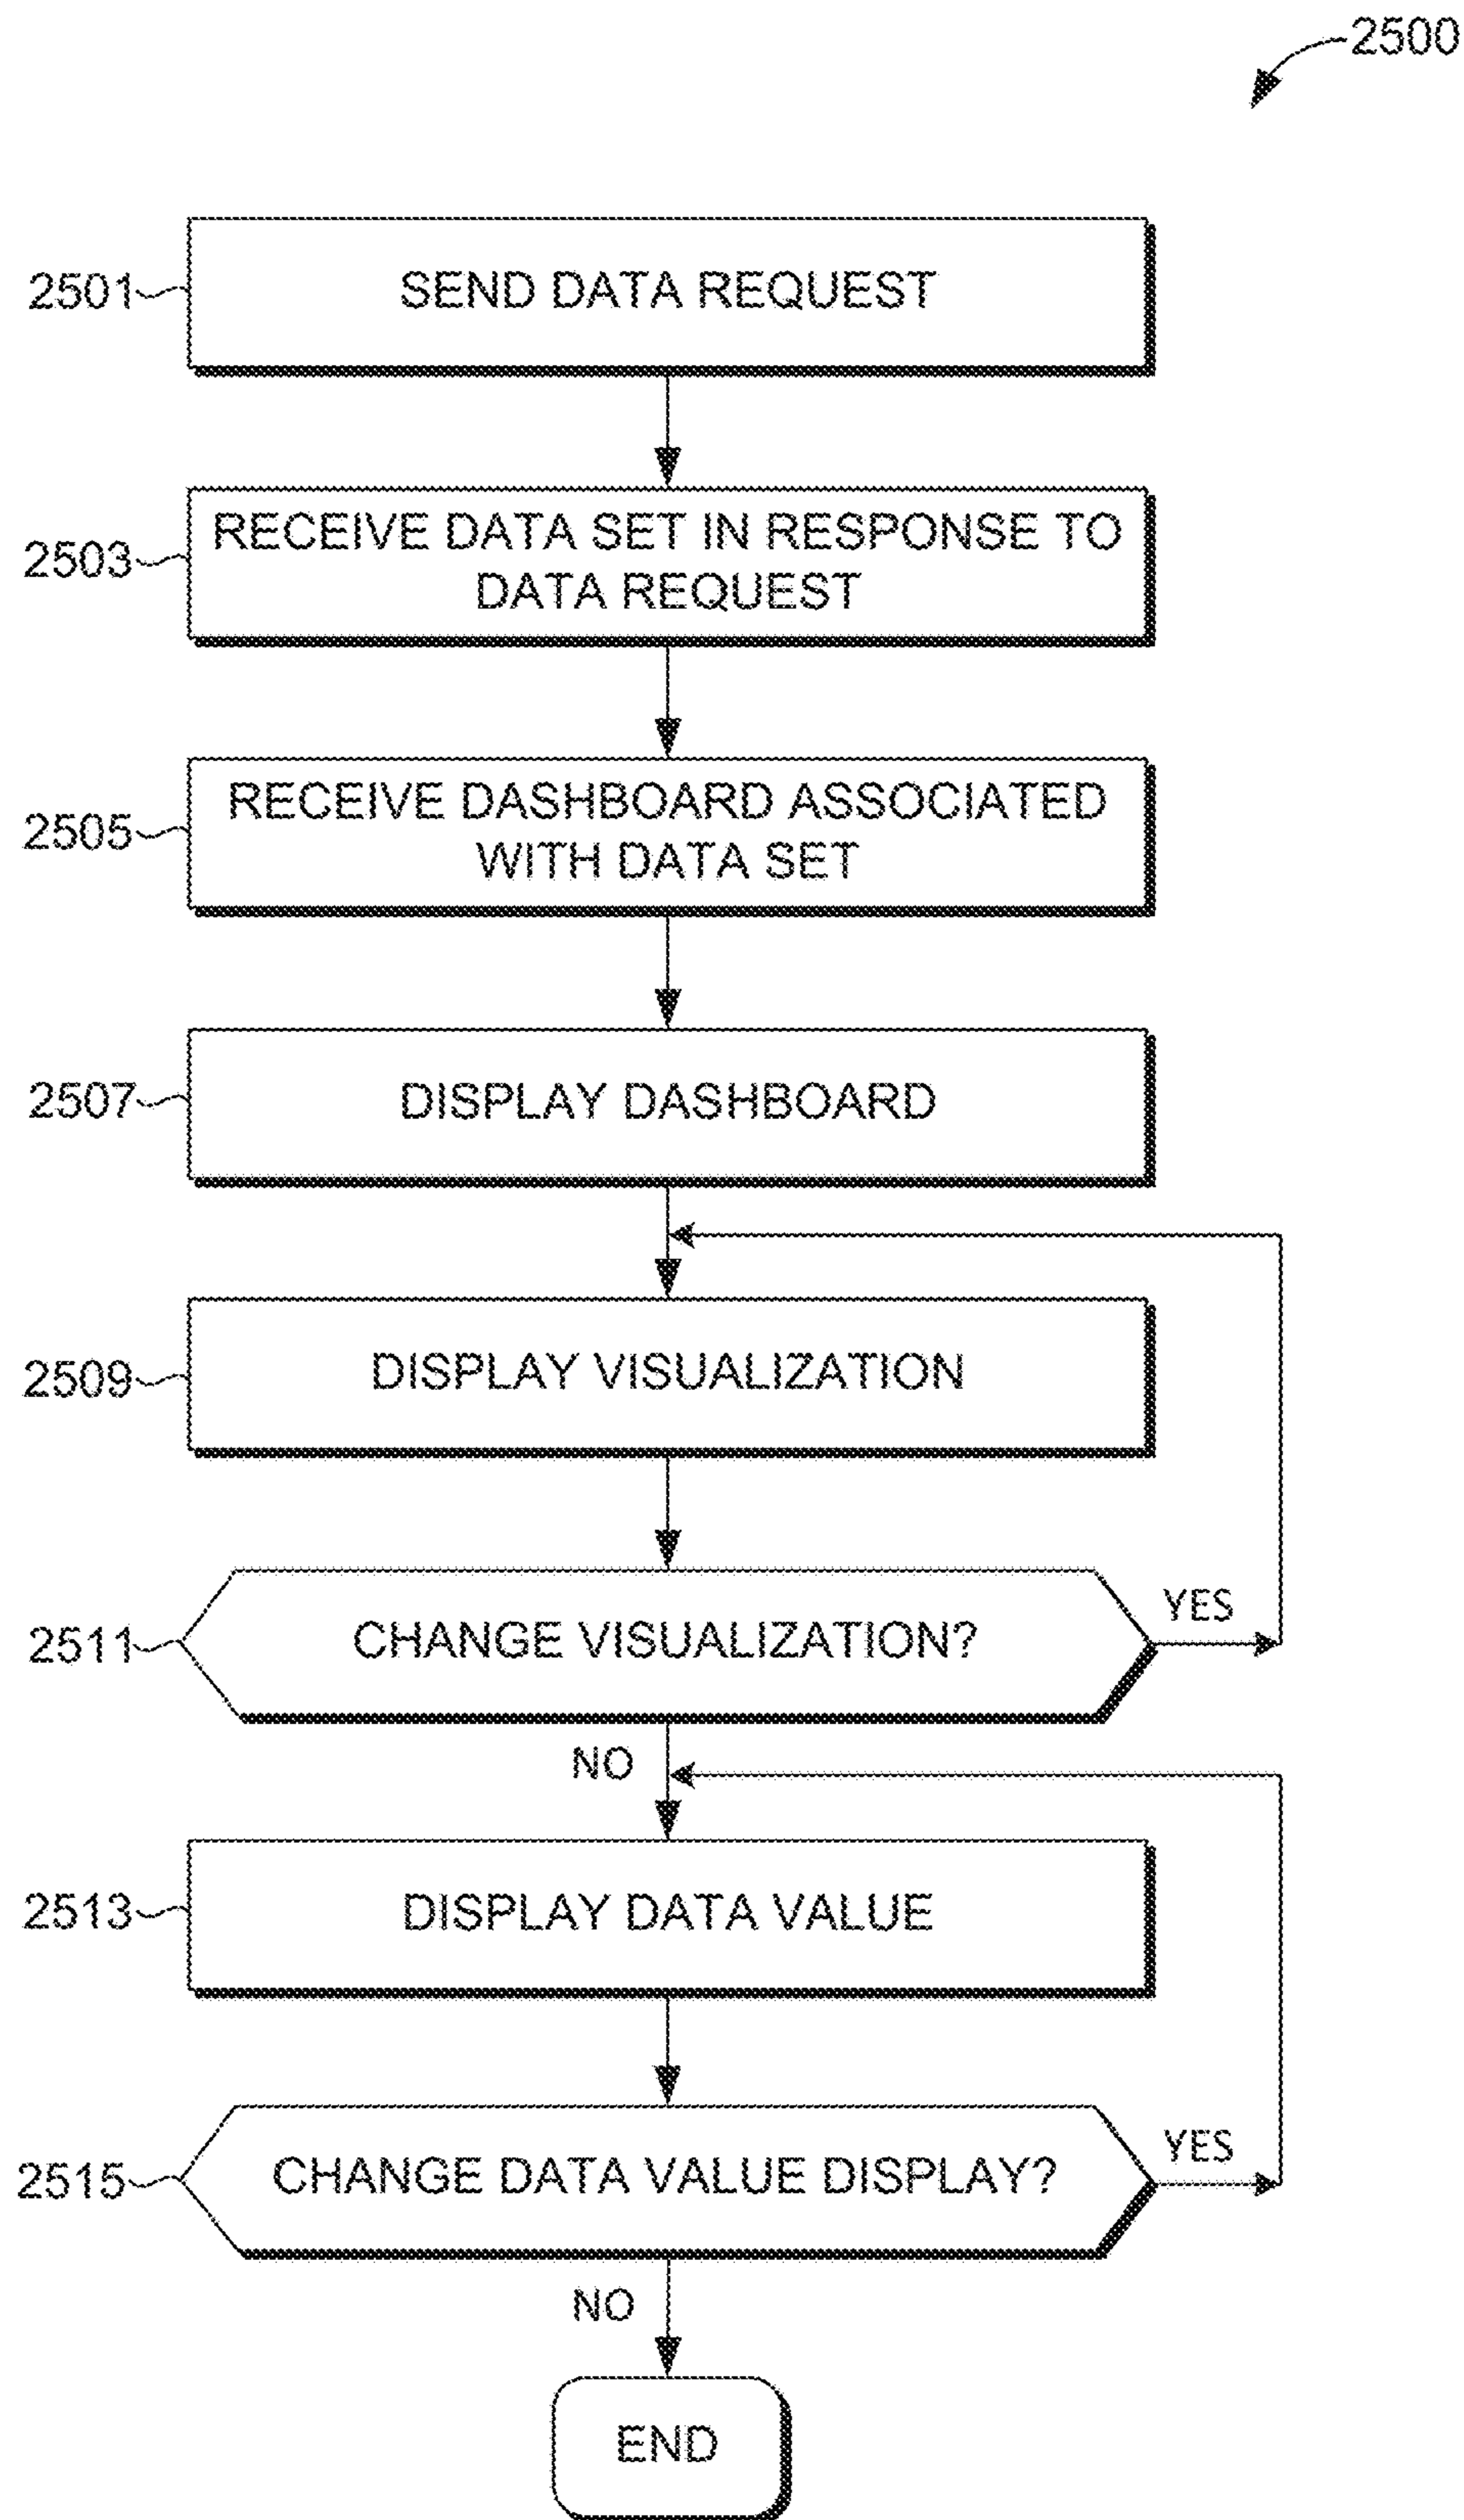 2500
2501
SEND DATA REQUEST
2503
RECEIVE DATA SET IN RESPONSE TO
DATA REQUEST
2505
RECEIVE DASHBOARD ASSOCIATED
WITH DATA SET
2507
DISPLAY DASHBOARD
2509
DISPLAY VISUALIZATION
2511
CHANGE VISUALIZATION?
YES
NO
2513
DISPLAY DATA VALUE
2515
CHANGE DATA VALUE DISPLAY?
YES
NO
END